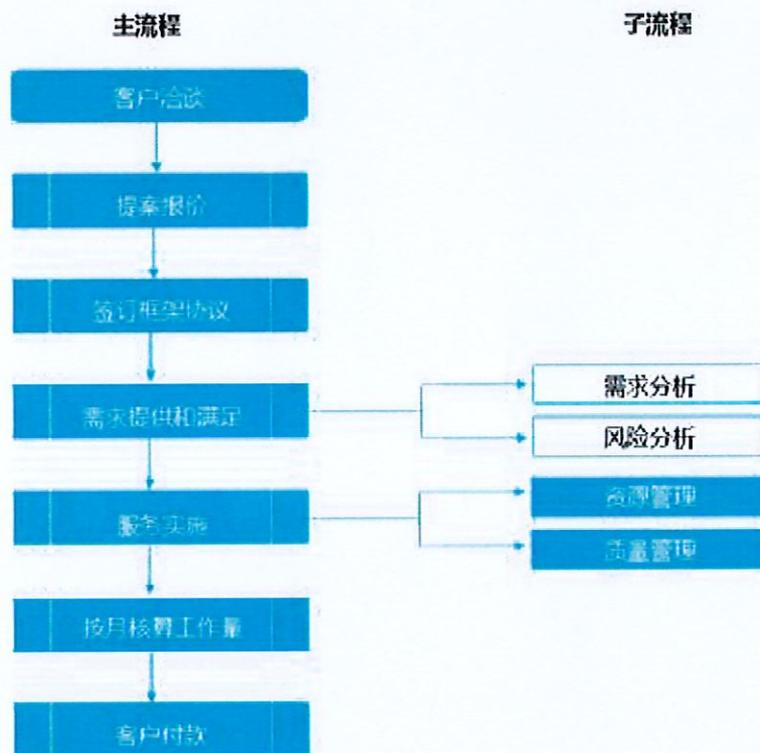 主流程
子流程
客户洽谈
提案报价
签订框架协议
需求提供和满足
需求分析
风险分析
服务实施
资源管理
质量管理
按月核算工作量
客户付款